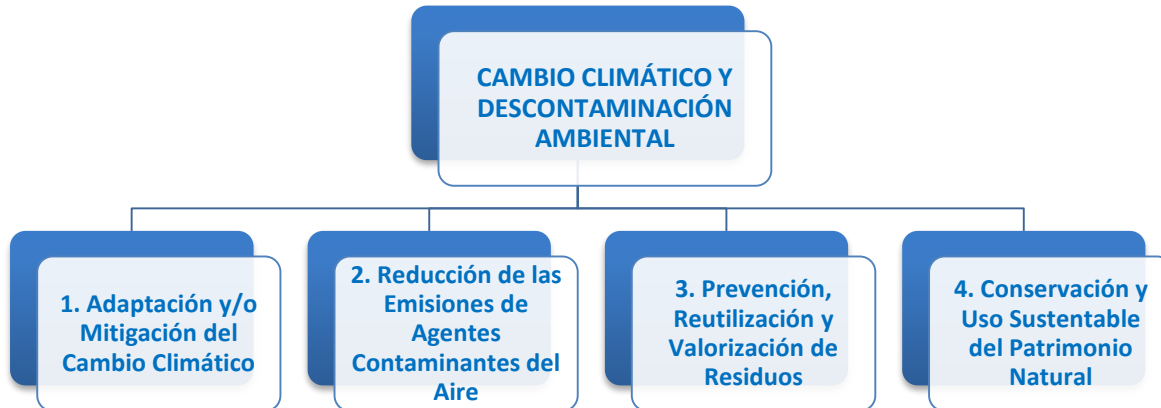 CAMBIO CLIMÁTICO Y
DESCONTAMINACIÓN
AMBIENTAL
1. Adaptación y/o
Mitigación del
Cambio Climático
2. Reducción de las
Emisiones de
Agentes
Contaminantes del
Aire
3. Prevención,
Reutilización y
Valorización de
Residuos
4. Conservación y
Uso Sustentable
del Patrimonio
Natural